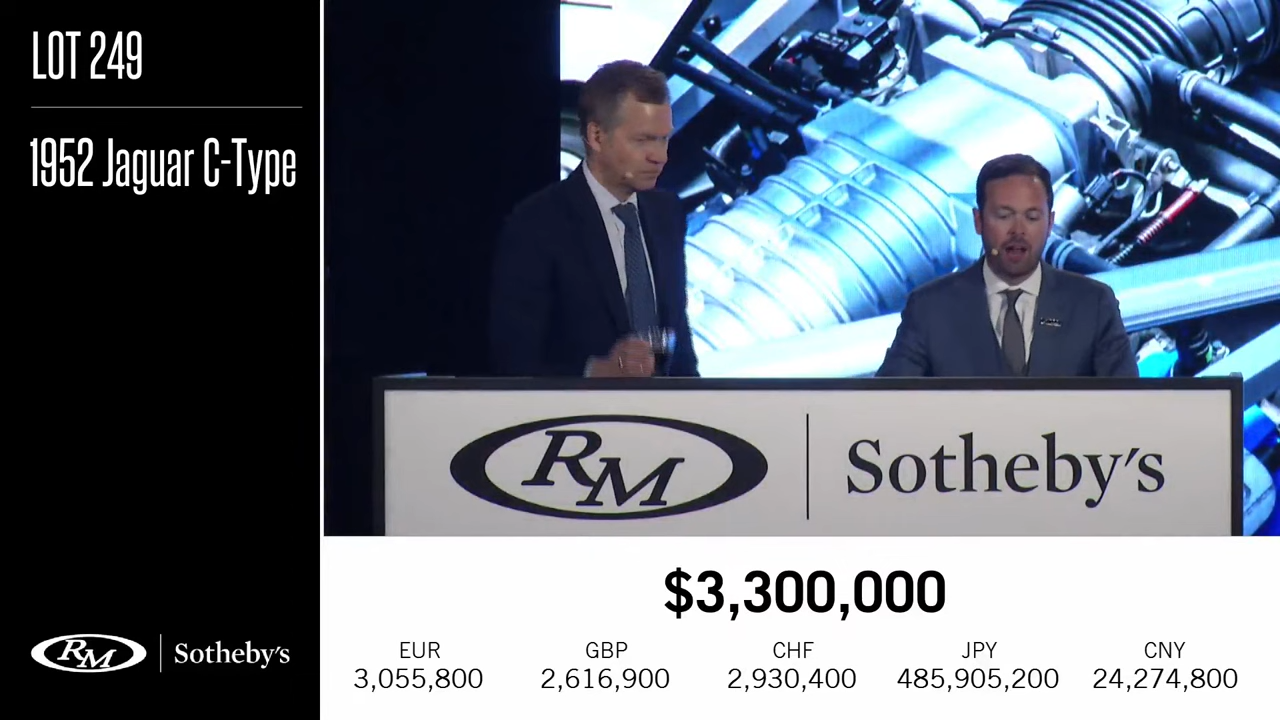 LOT 249
1952 Jaguar C-Type
RM Sotheby's
RM Sotheby's
$3,300,000
EUR GBP CHF JPY CNY
3,055,800 2,616,900 2,930,400 485,905,200 24,274,800